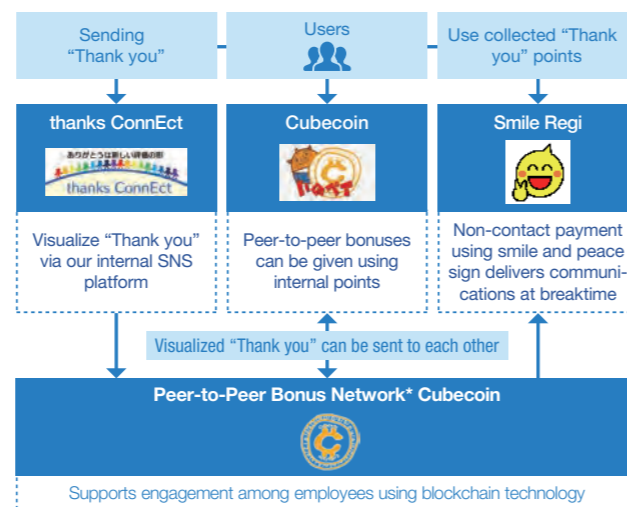 Sending
“Thank you”
Users
Use collected “Thank
you” points
thanks ConnEct
ありがとうは新しい評価の形
thanks ConnEct
Visualize “Thank you”
via our internal SNS
platform
Cubecoin
Peer-to-peer bonuses
can be given using
internal points
Smile Regi
Non-contact payment
using smile and peace
sign delivers communi-
cations at breaktime
Visualized “Thank you” can be sent to each other
Peer-to-Peer Bonus Network* Cubecoin
Supports engagement among employees using blockchain technology